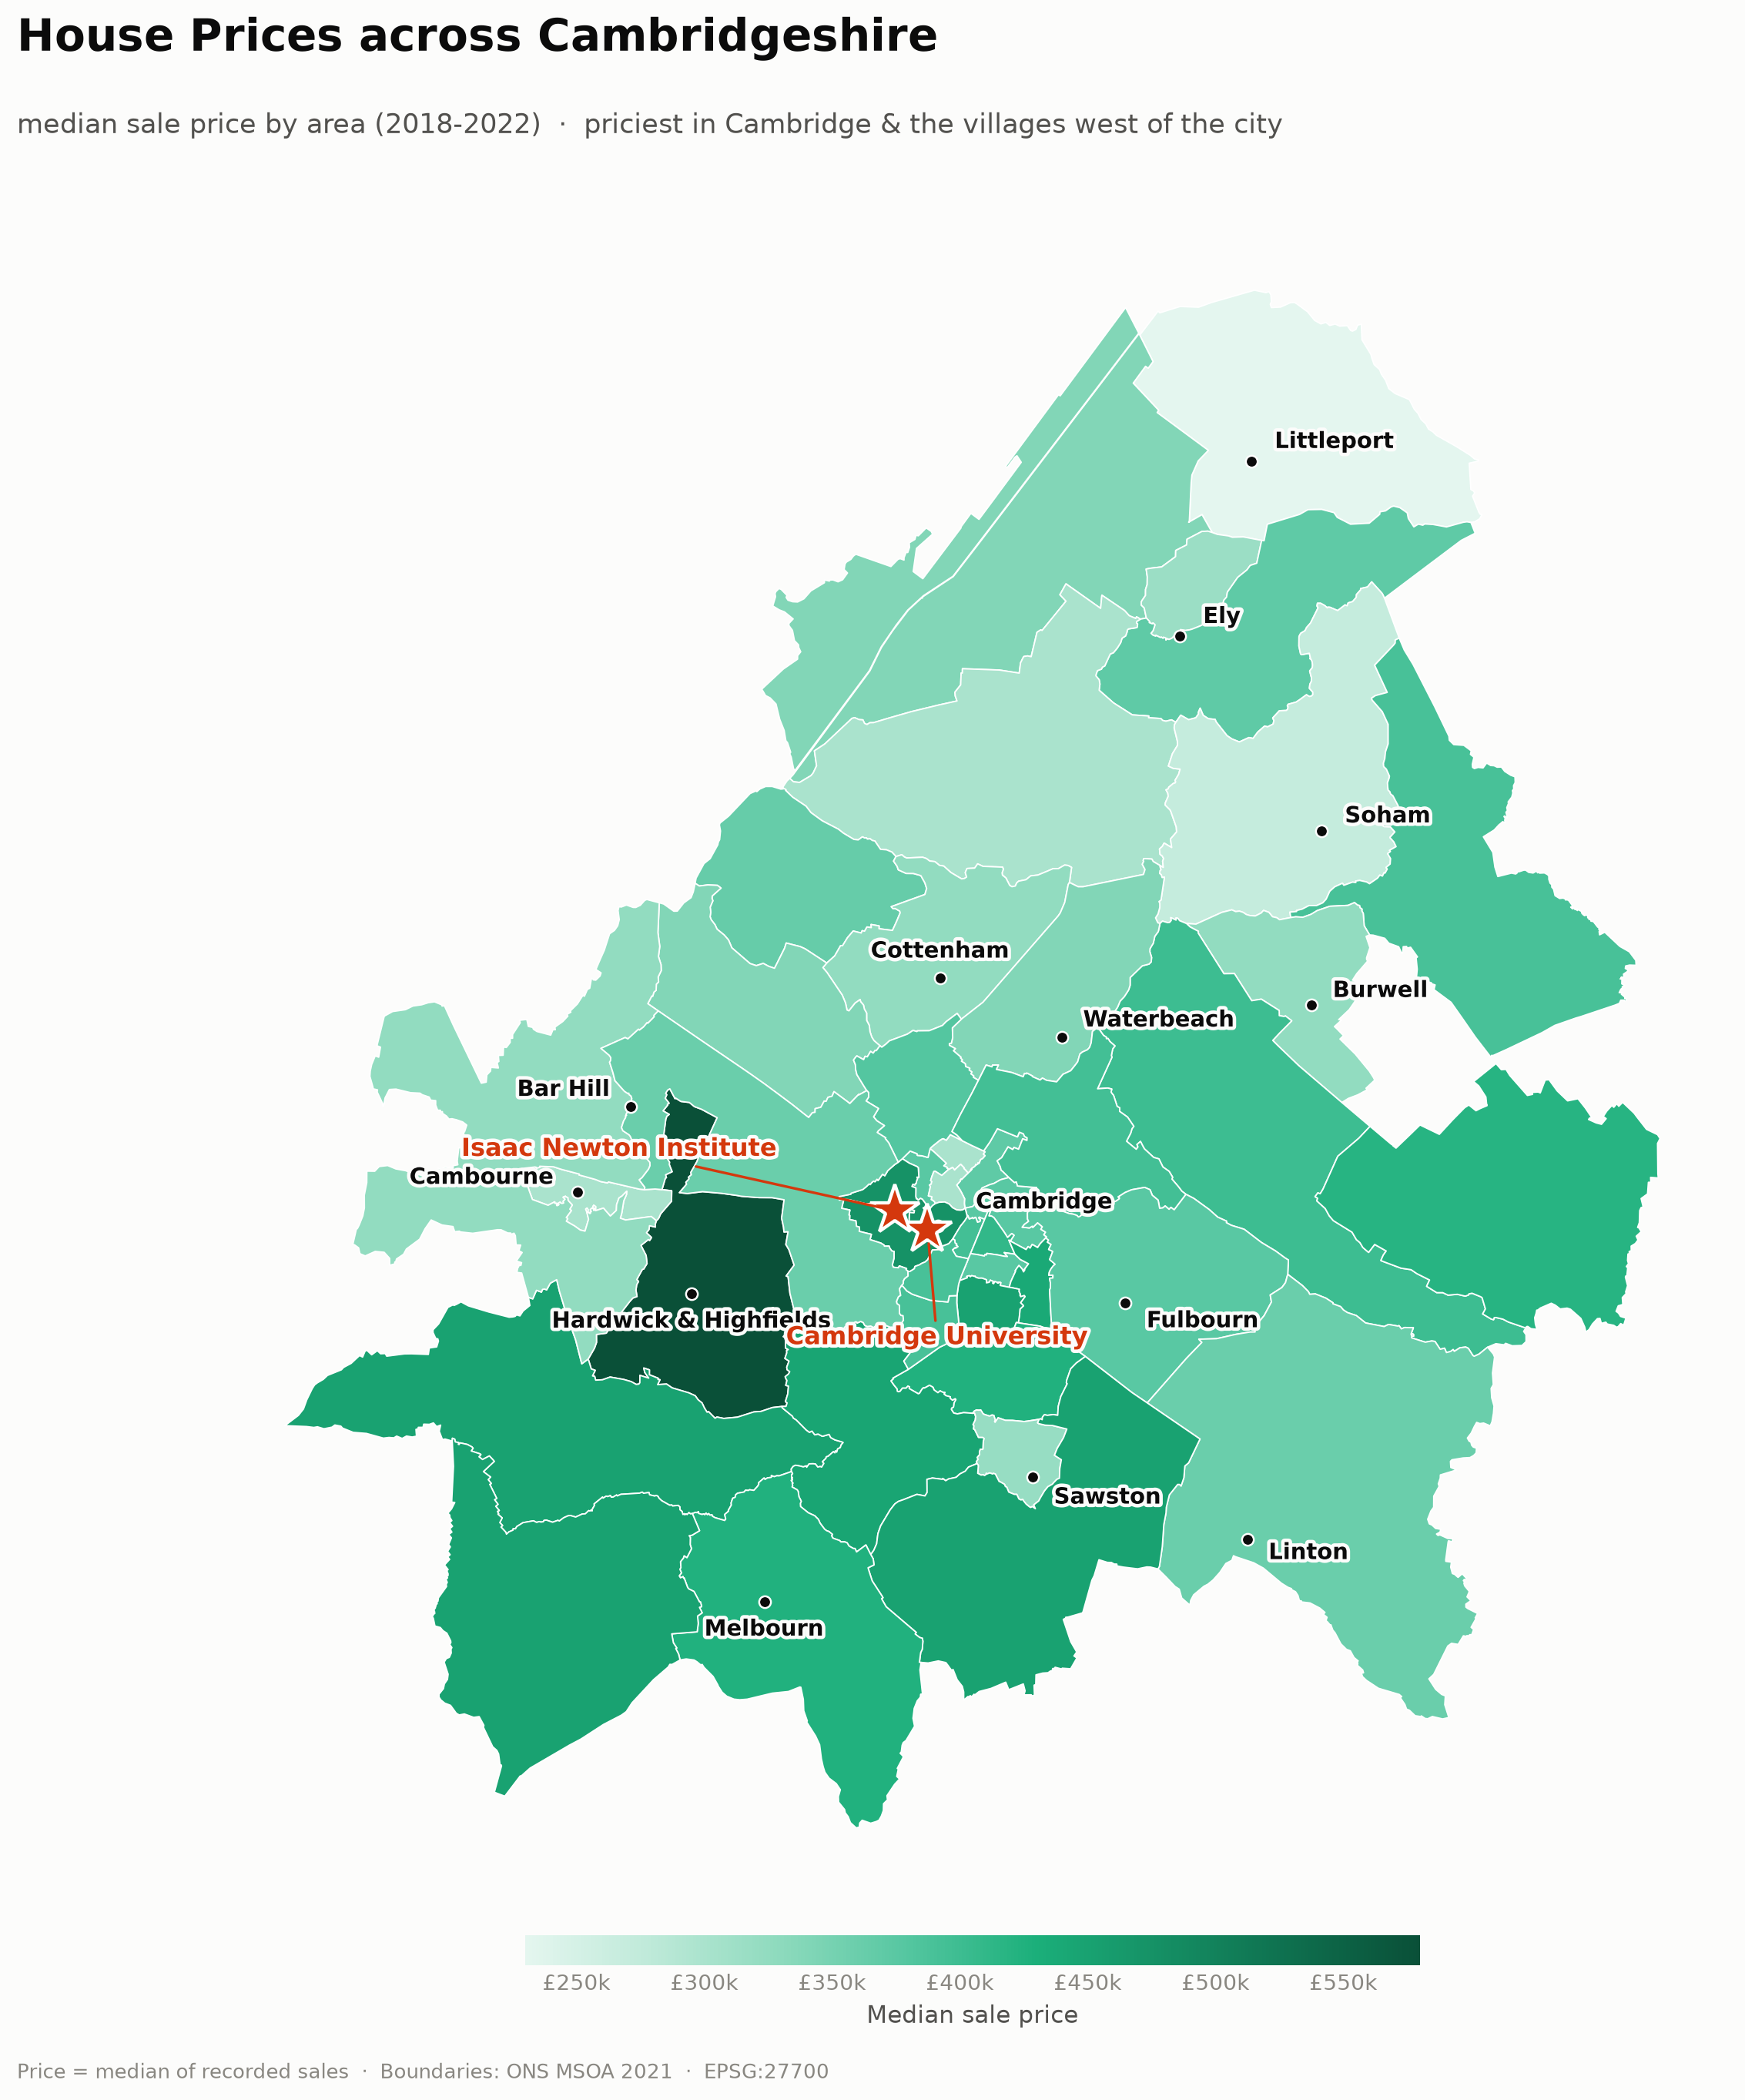 House Prices across Cambridgeshire
median sale price by area (2018-2022)  ·  priciest in Cambridge & the villages west of the city
Littleport
Ely
Soham
Cottenham
Burwell
Waterbeach
Bar Hill
Isaac Newton Institute
Cambourne
Cambridge
Hardwick & Highfields
Fulbourn
Cambridge University
Sawston
Linton
Melbourn
£250k £300k £350k £400k £450k £500k £550k
Median sale price
Price = median of recorded sales  ·  Boundaries: ONS MSOA 2021  ·  EPSG:27700